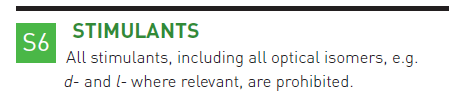 S6 STIMULANTS
All stimulants, including all optical isomers, e.g.
d- and l- where relevant, are prohibited.